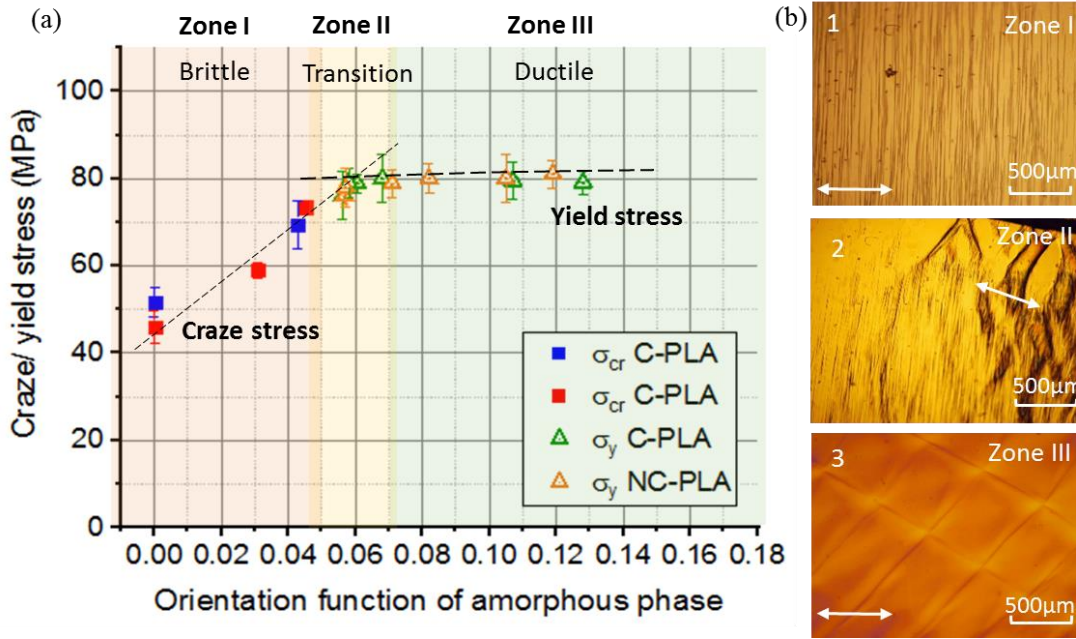 (a)
Zone I Zone II Zone III
Brittle Transition Ductile
Craze/ yield stress (MPa)
100
80
60
40
20
0
Yield stress
Craze stress
σcr C-PLA
σcr C-PLA
σy C-PLA
σy NC-PLA
0.00 0.02 0.04 0.06 0.08 0.10 0.12 0.14 0.16 0.18
Orientation function of amorphous phase
(b)
1 Zone I
500μm
2 Zone II
500μm
3 Zone III
500μm